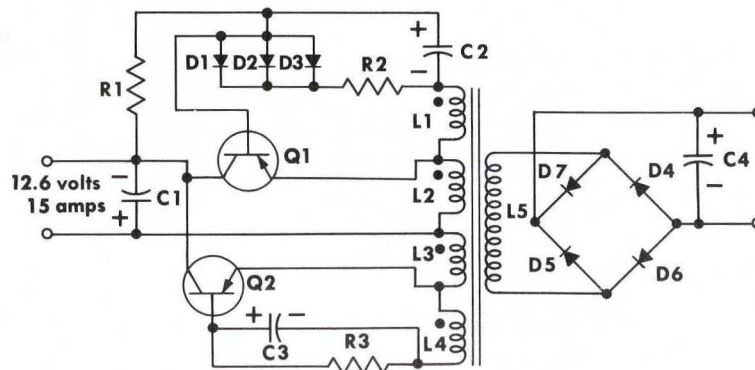 D1 D2 D3 R2 + C2 −
R1
L1
Q1
L2
− C1 +
12.6 volts
15 amps
L3
Q2
+ C3 −
R3
L4
L5
D7 D4
D5 D6
+ C4 −